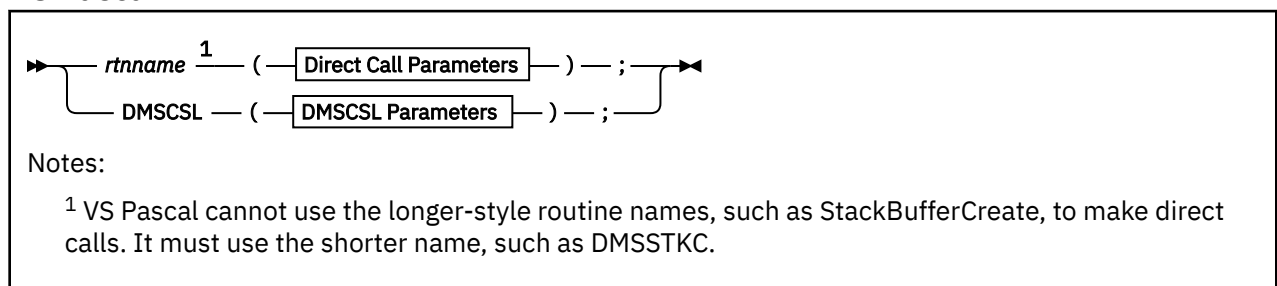 rtnname 1 ( Direct Call Parameters ) ;
DMSCSL ( DMSCSL Parameters ) ;
Notes:
1 VS Pascal cannot use the longer-style routine names, such as StackBufferCreate, to make direct
calls. It must use the shorter name, such as DMSSTKC.